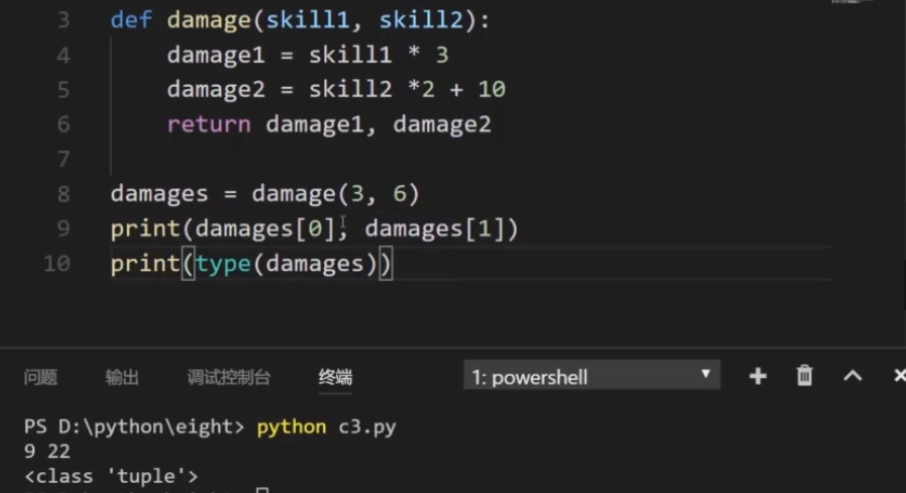 3 def damage(skill1, skill2):
4     damage1 = skill1 * 3
5     damage2 = skill2 *2 + 10
6     return damage1, damage2
7
8 damages = damage(3, 6)
9 print(damages[0], damages[1])
10 print(type(damages))
问题 输出 调试控制台 终端 1: powershell
PS D:\python\eight> python c3.py
9 22
<class 'tuple'>